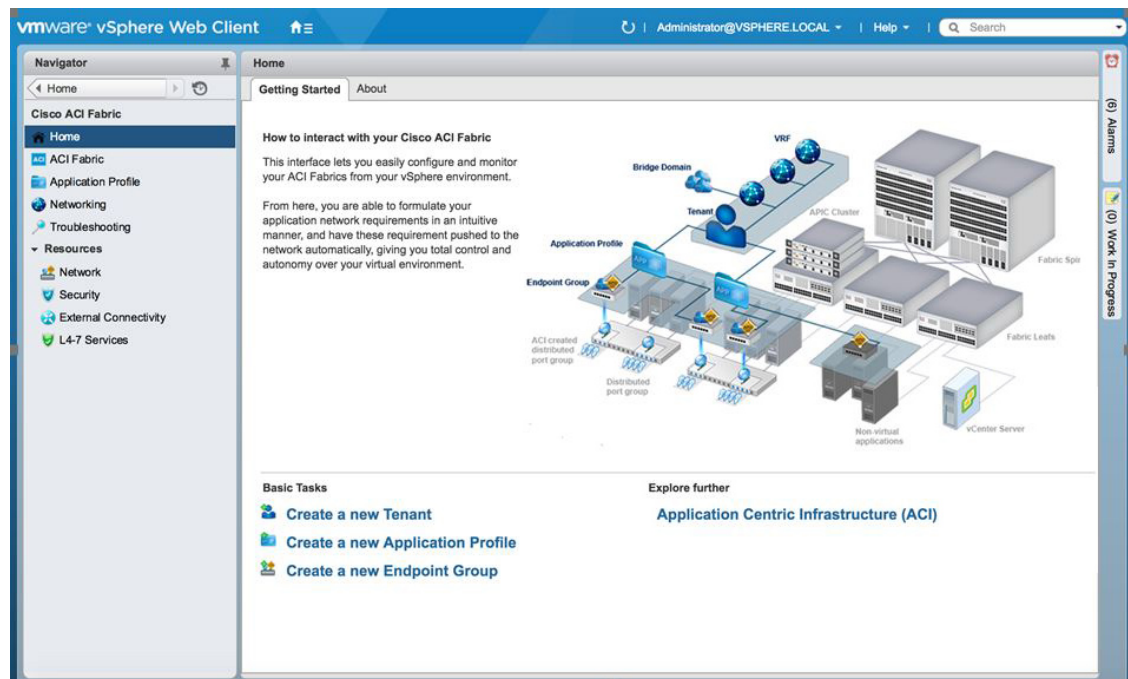 vmware® vSphere Web Client
Administrator@VSPHERE.LOCAL
Help
Search
Navigator
Home
Cisco ACI Fabric
Home
ACI Fabric
Application Profile
Networking
Troubleshooting
Resources
Network
Security
External Connectivity
L4-7 Services
Home
Getting Started
About
How to interact with your Cisco ACI Fabric
This interface lets you easily configure and monitor
your ACI Fabrics from your vSphere environment.
From here, you are able to formulate your
application network requirements in an intuitive
manner, and have these requirement pushed to the
network automatically, giving you total control and
autonomy over your virtual environment.
VRF
Bridge Domain
Tenant
APIC Cluster
Application Profile
APP
APP
Endpoint Group
Fabric Spin
Fabric Leafs
ACI created
distributed
port group
Distributed
port group
Non-virtual
applications
vCenter Server
Basic Tasks
Create a new Tenant
Create a new Application Profile
Create a new Endpoint Group
Explore further
Application Centric Infrastructure (ACI)
(6) Alarms
(0) Work In Progress